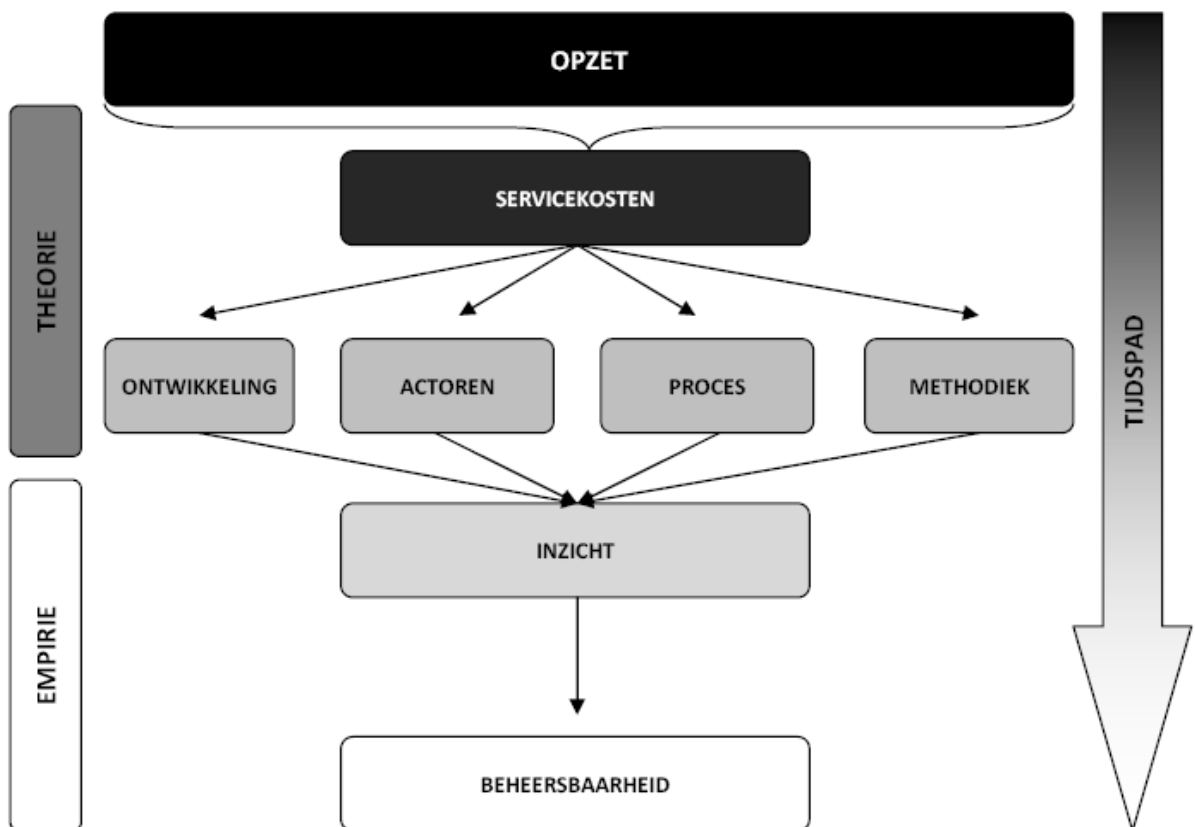 OPZET
THEORIE
SERVICEKOSTEN
ONTWIKKELING
ACTOREN
PROCES
METHODIEK
TIJDSPAD
EMPIRIE
INZICHT
BEHEERSBAARHEID